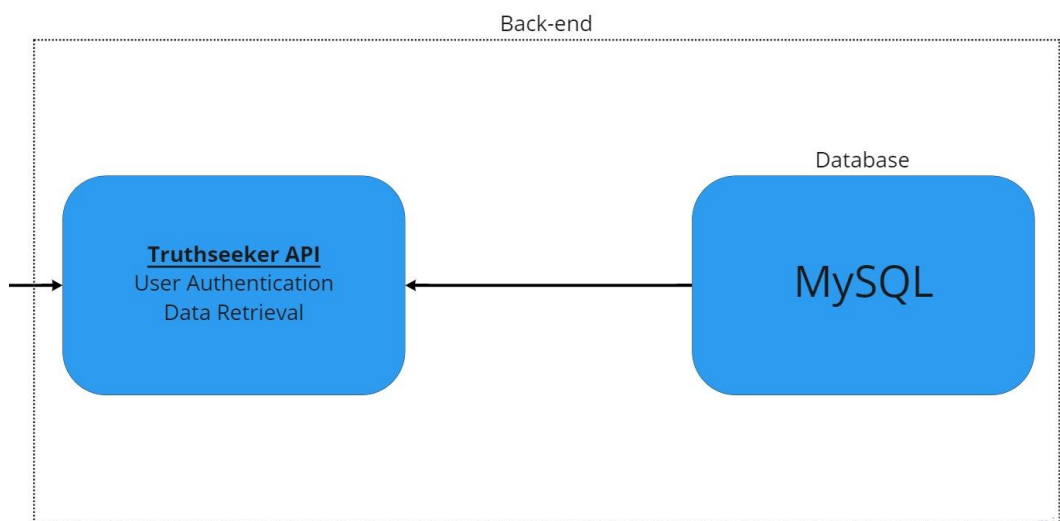 Back-end
Database
Truthseeker API
User Authentication
Data Retrieval
MySQL